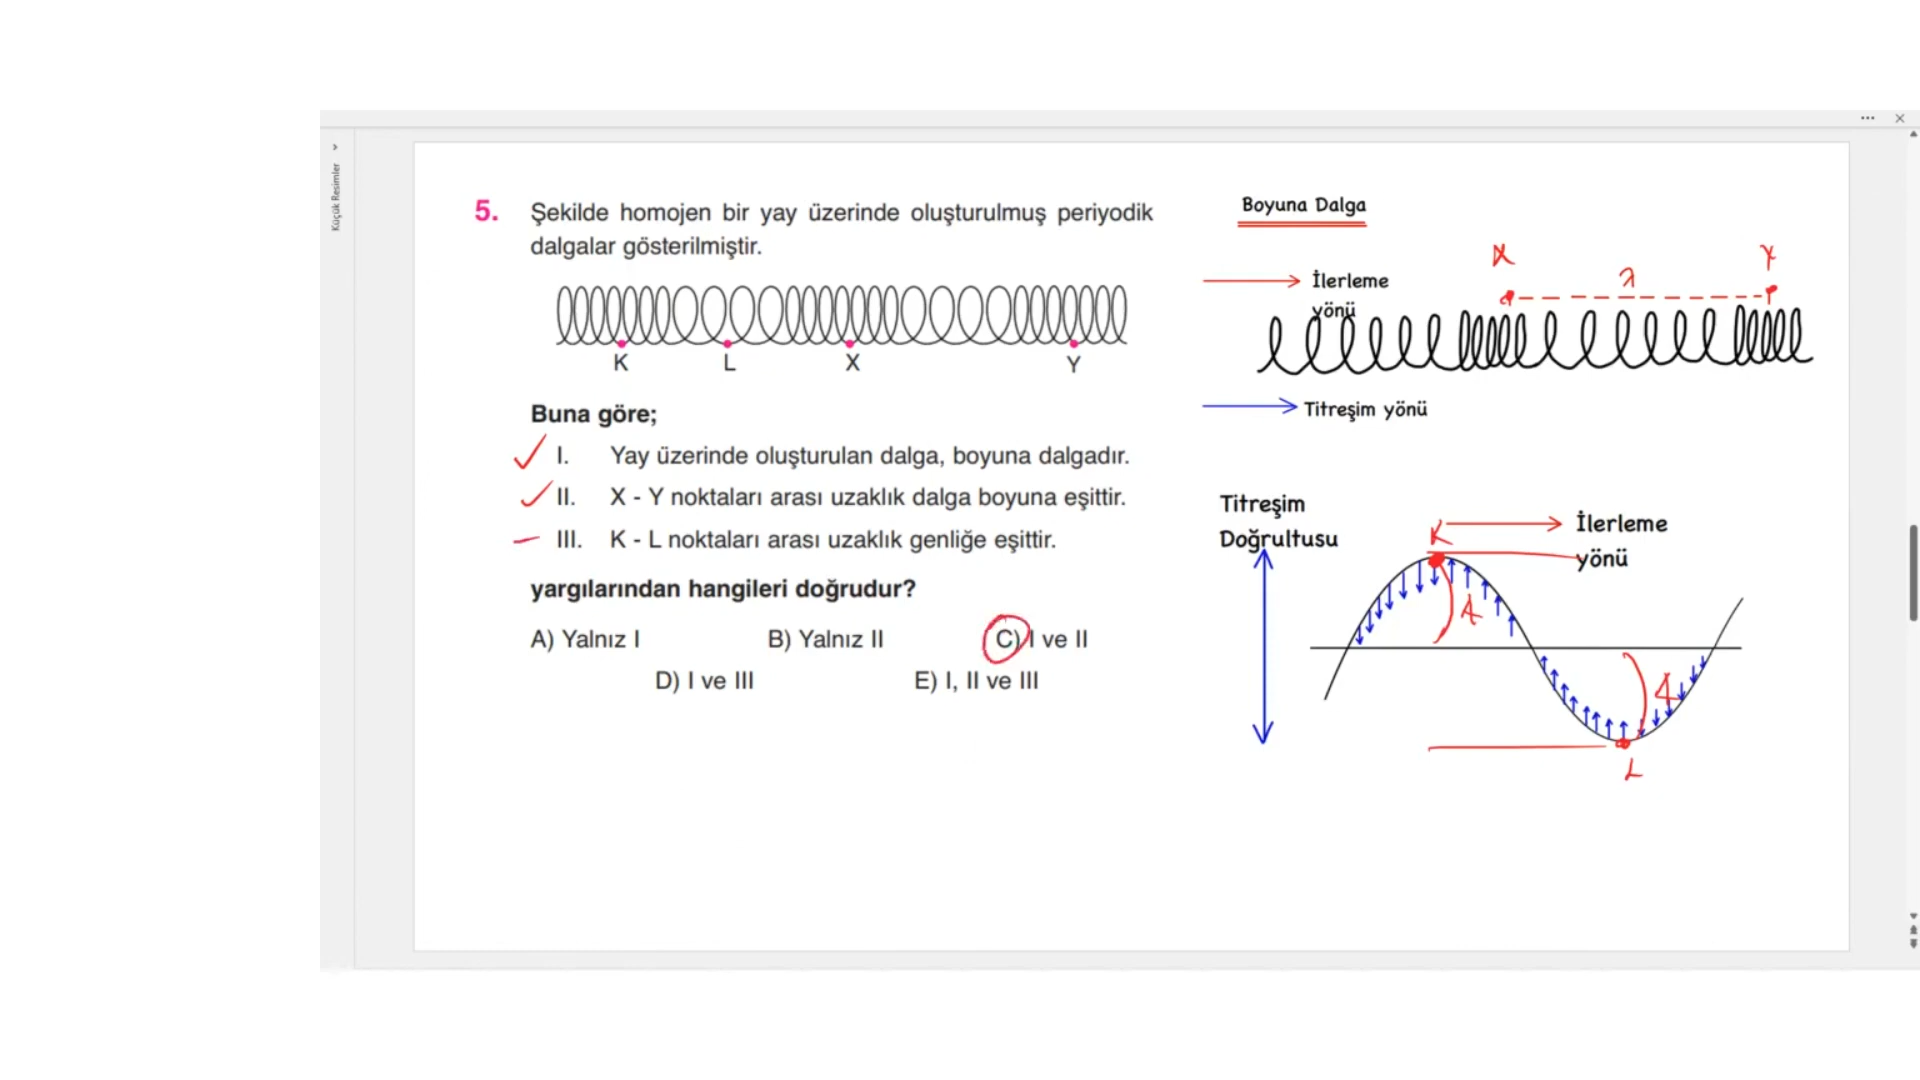 Küçük Resimler
5. Şekilde homojen bir yay üzerinde oluşturulmuş periyodik
dalgalar gösterilmiştir.
K L X Y
Buna göre;
I. Yay üzerinde oluşturulan dalga, boyuna dalgadır.
II. X - Y noktaları arası uzaklık dalga boyuna eşittir.
III. K - L noktaları arası uzaklık genliğe eşittir.
yargılarından hangileri doğrudur?
A) Yalnız I B) Yalnız II C) I ve II
D) I ve III E) I, II ve III
Boyuna Dalga
X λ Y
İlerleme
yönü
Titreşim yönü
Titreşim
Doğrultusu
K
İlerleme
yönü
A
A
L